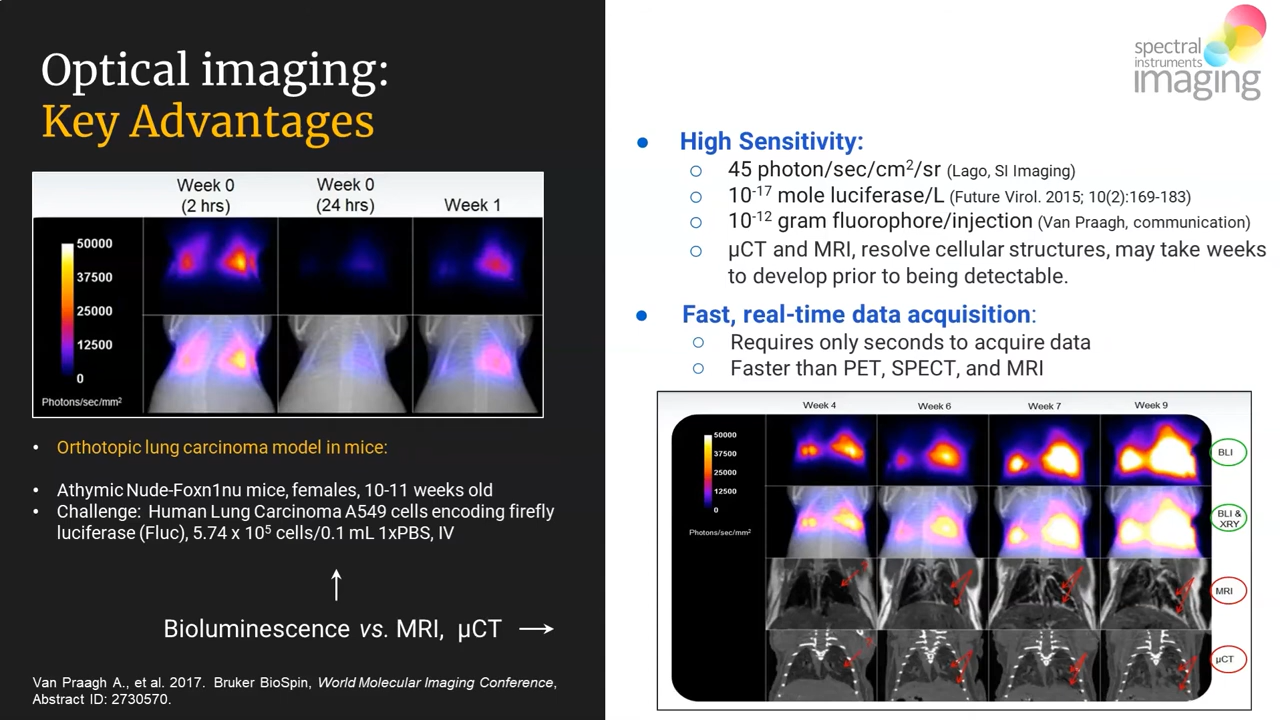 Optical imaging:
Key Advantages
Week 0
(2 hrs)
Week 0
(24 hrs)
Week 1
50000
37500
25000
12500
0
Photons/sec/mm²
• Orthotopic lung carcinoma model in mice:
• Athymic Nude-Foxn1nu mice, females, 10-11 weeks old
• Challenge: Human Lung Carcinoma A549 cells encoding firefly
luciferase (Fluc), 5.74 x 10⁵ cells/0.1 mL 1xPBS, IV
↑
Bioluminescence vs. MRI, µCT →
Van Praagh A., et al. 2017. Bruker BioSpin, World Molecular Imaging Conference,
Abstract ID: 2730570.
spectral
instruments
imaging
• High Sensitivity:
o 45 photon/sec/cm²/sr (Lago, SI Imaging)
o 10⁻¹⁷ mole luciferase/L (Future Virol. 2015; 10(2):169-183)
o 10⁻¹² gram fluorophore/injection (Van Praagh, communication)
o µCT and MRI, resolve cellular structures, may take weeks
to develop prior to being detectable.
• Fast, real-time data acquisition:
o Requires only seconds to acquire data
o Faster than PET, SPECT, and MRI
Week 4
Week 6
Week 7
Week 9
50000
37500
25000
12500
0
Photons/sec/mm²
BLI
BLI &
XRY
?
MRI
?
µCT